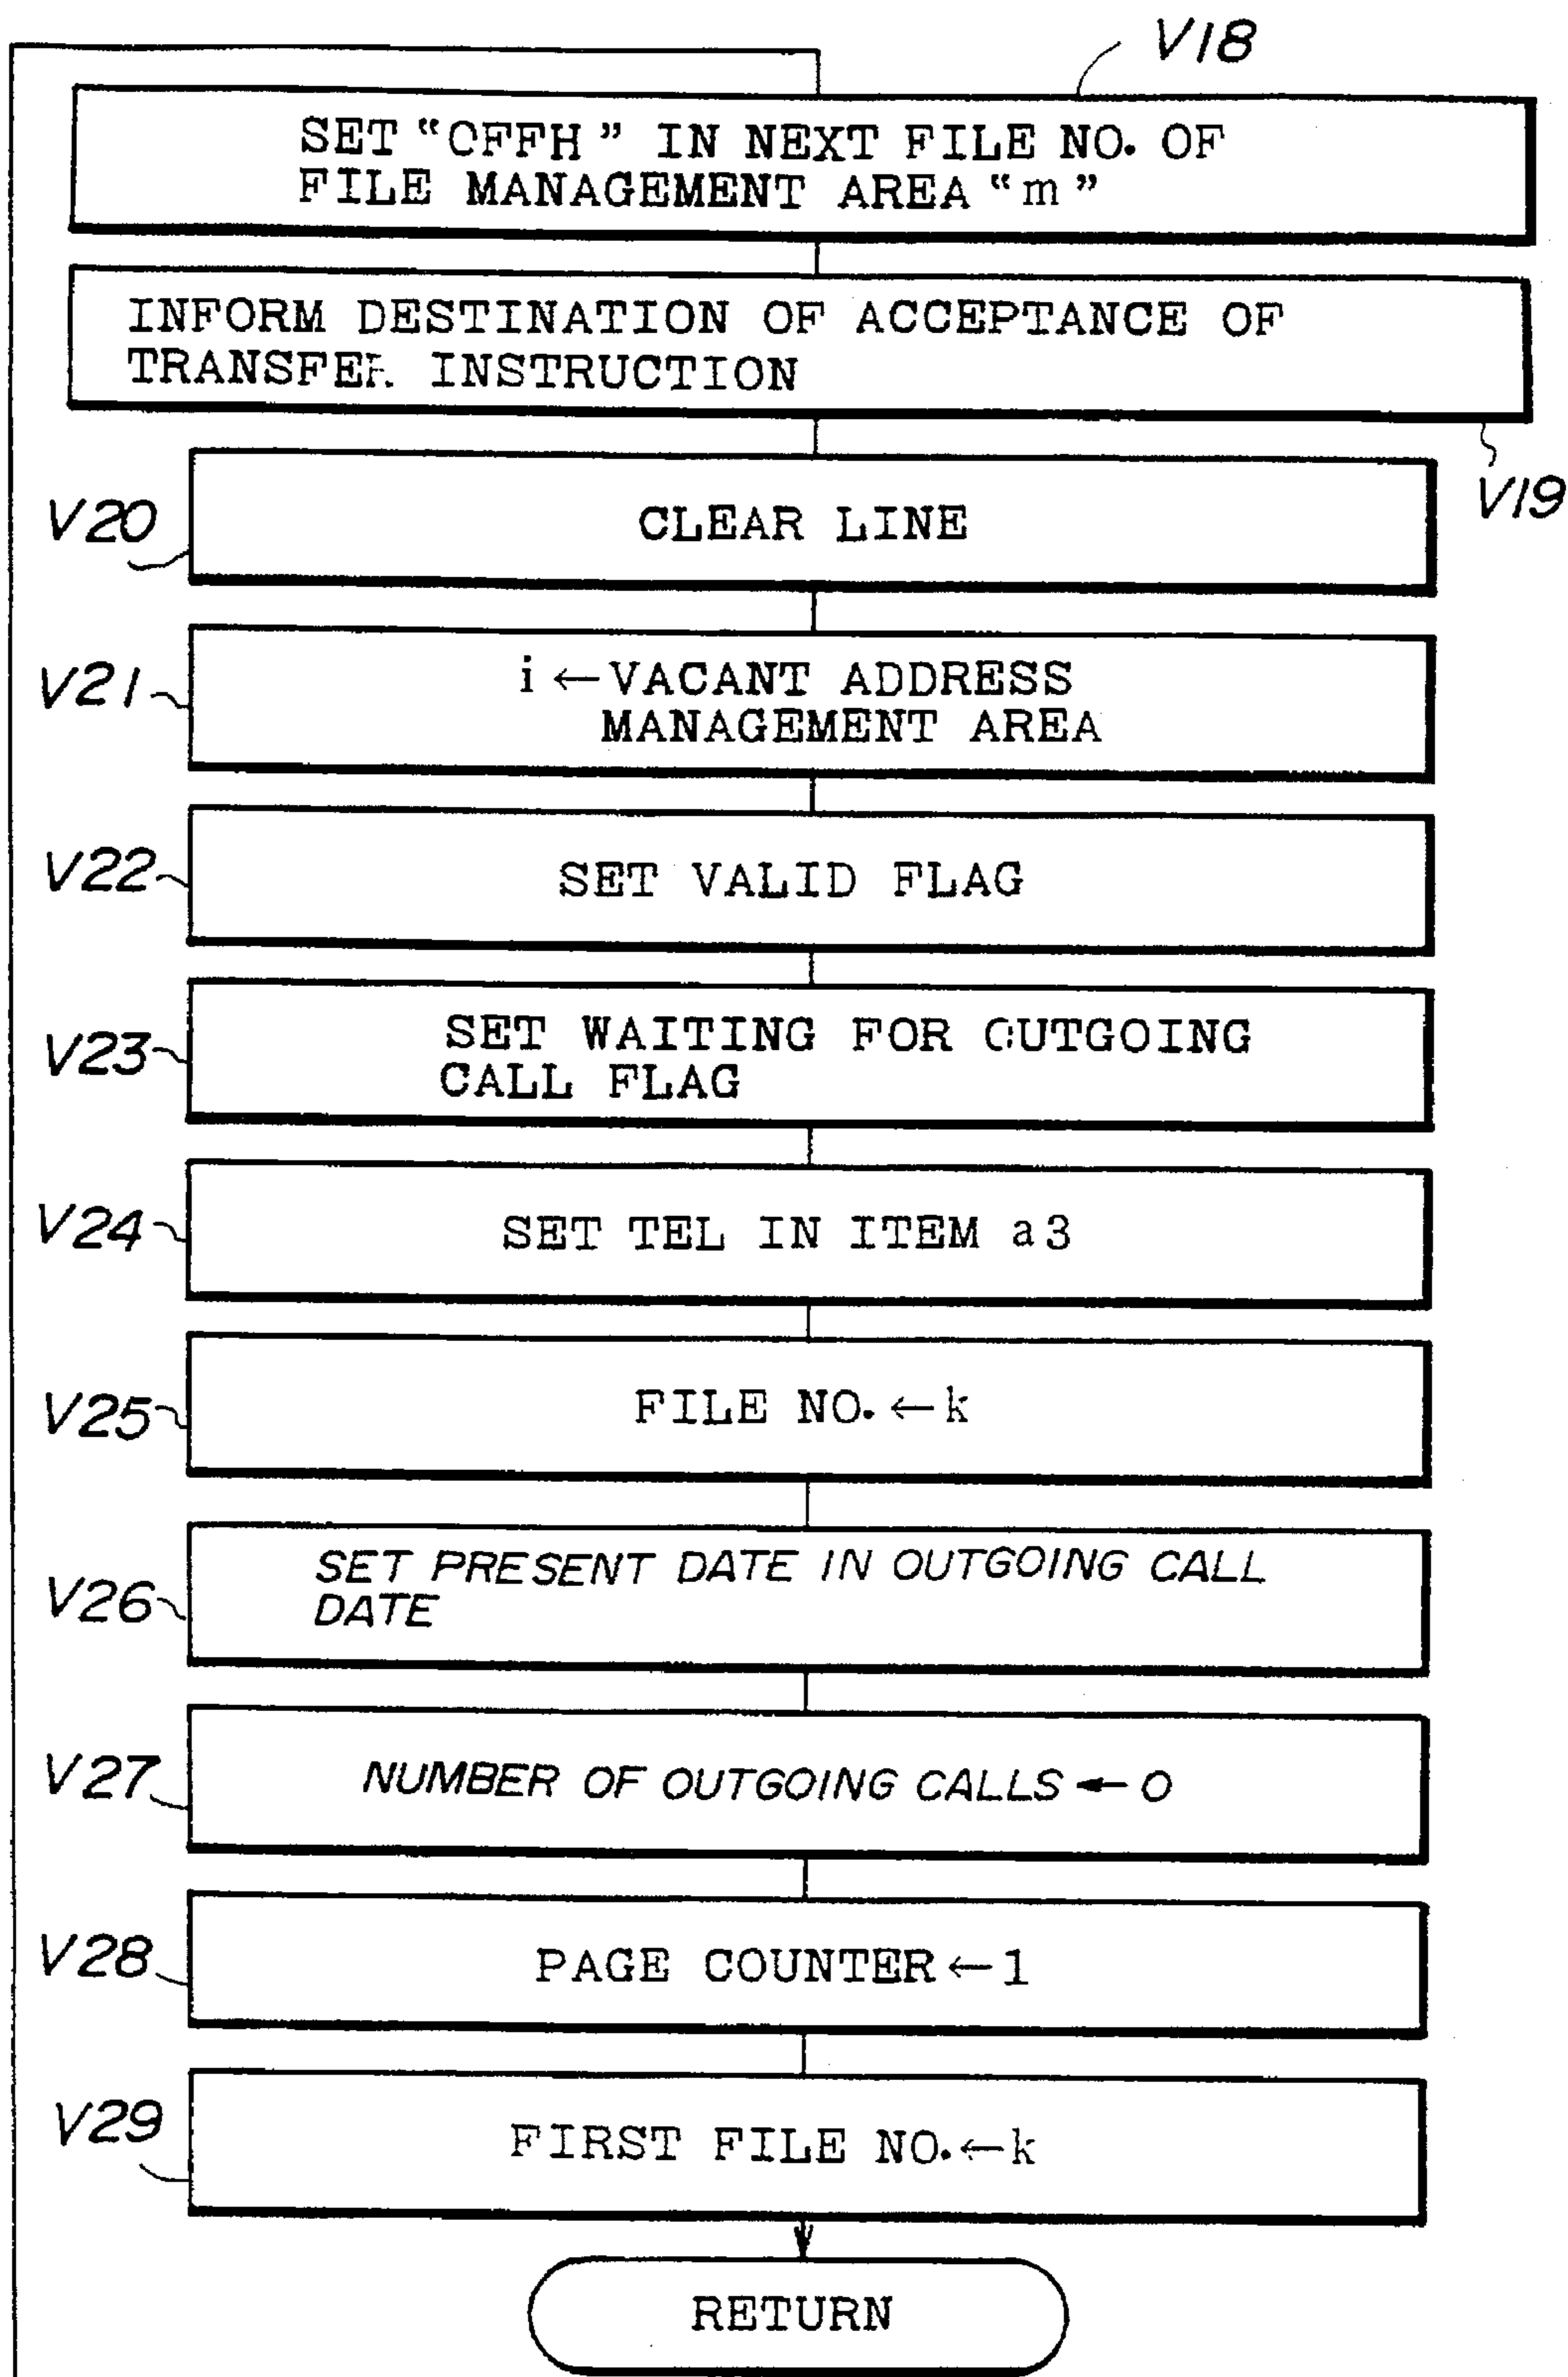 V18
SET "OFFH" IN NEXT FILE NO. OF
FILE MANAGEMENT AREA "m"
INFORM DESTINATION OF ACCEPTANCE OF
TRANSFER INSTRUCTION
V19
V20
CLEAR LINE
V21
i ← VACANT ADDRESS
MANAGEMENT AREA
V22
SET VALID FLAG
V23
SET WAITING FOR OUTGOING
CALL FLAG
V24
SET TEL IN ITEM a3
V25
FILE NO. ← k
V26
SET PRESENT DATE IN OUTGOING CALL
DATE
V27
NUMBER OF OUTGOING CALLS ← 0
V28
PAGE COUNTER ← 1
V29
FIRST FILE NO. ← k
RETURN